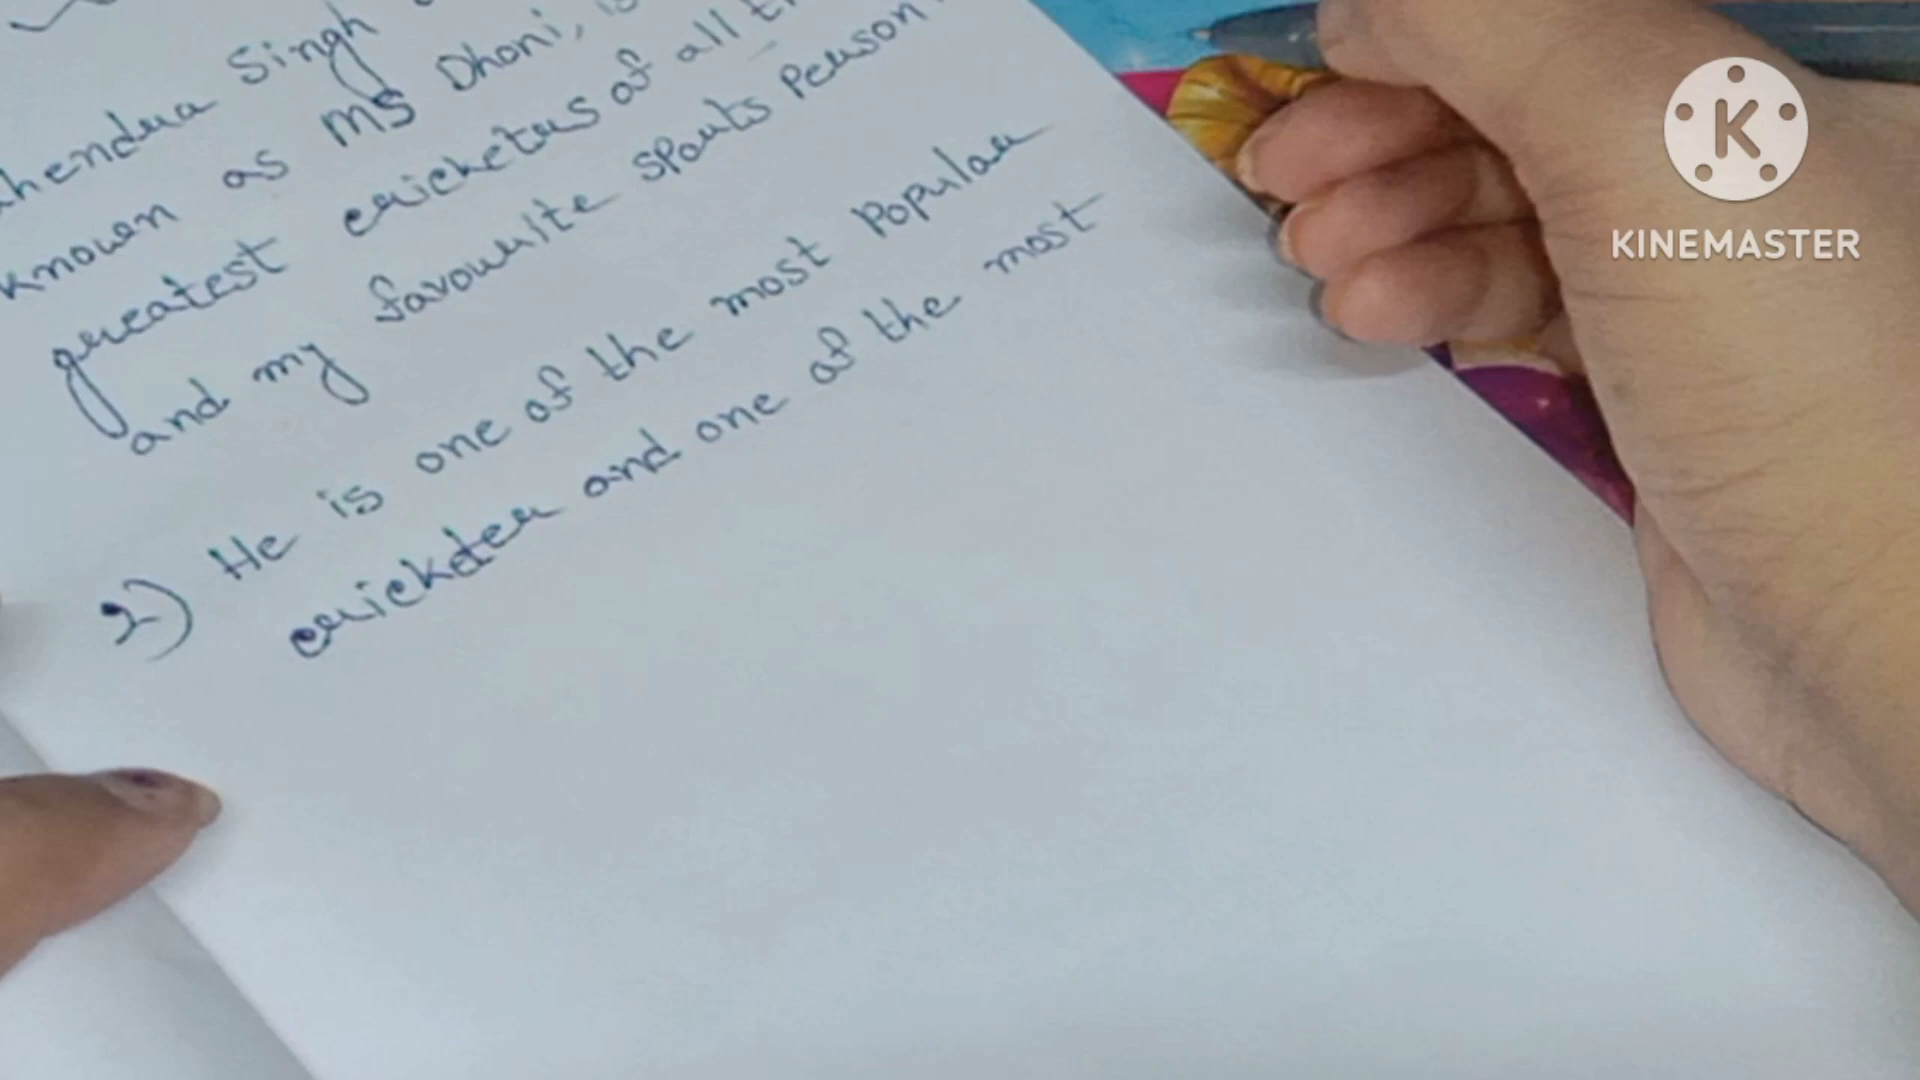 hendra Singh
known as MS Dhoni, is
greatest cricketers of all
and my favourite sports Person
2) He is one of the most Popular
cricketer and one of the most
KINEMASTER